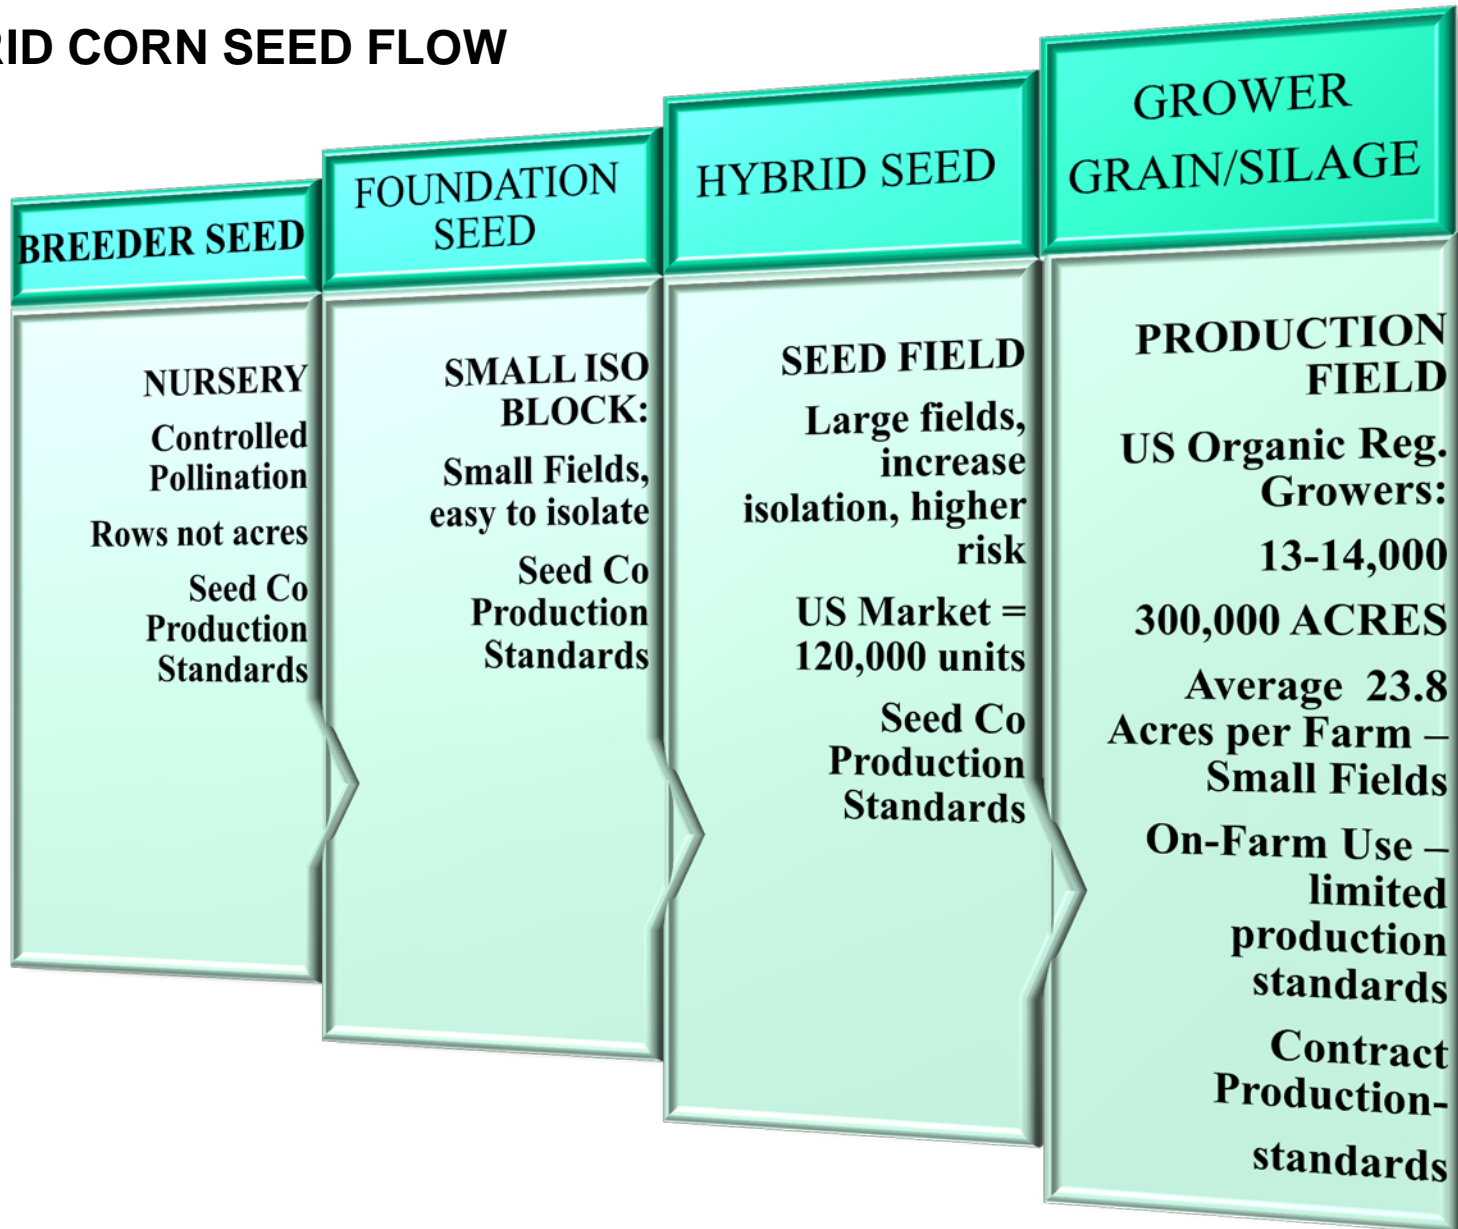 RID CORN SEED FLOW
BREEDER SEED
NURSERY
Controlled
Pollination
Rows not acres
Seed Co
Production
Standards
FOUNDATION
SEED
SMALL ISO
BLOCK:
Small Fields,
easy to isolate
Seed Co
Production
Standards
HYBRID SEED
SEED FIELD
Large fields,
increase
isolation, higher
risk
US Market =
120,000 units
Seed Co
Production
Standards
GROWER
GRAIN/SILAGE
PRODUCTION
FIELD
US Organic Reg.
Growers:
13-14,000
300,000 ACRES
Average 23.8
Acres per Farm –
Small Fields
On-Farm Use –
limited
production
standards
Contract
Production-
standards